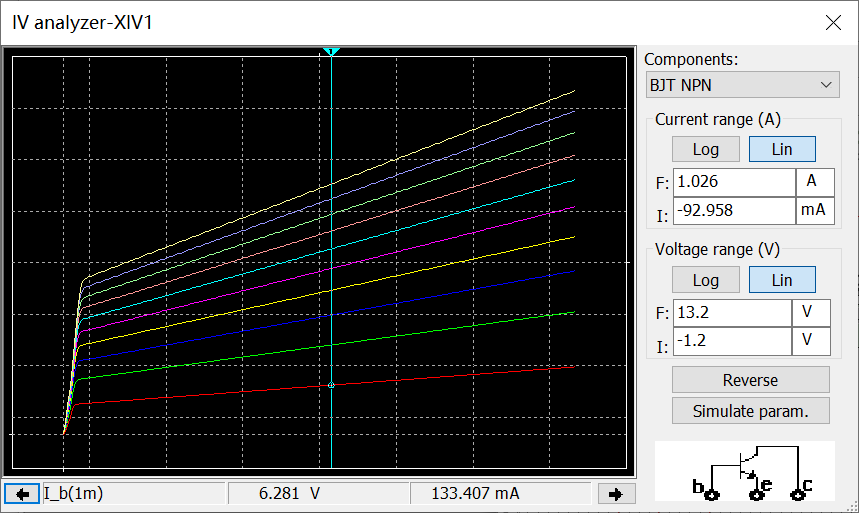 IV analyzer-XIV1
Components:
BJT NPN
Current range (A)
Log Lin
F: 1.026 A
I: -92.958 mA
Voltage range (V)
Log Lin
F: 13.2 V
I: -1.2 V
Reverse
Simulate param.
b e c
1
I_b(1m) 6.281 V 133.407 mA